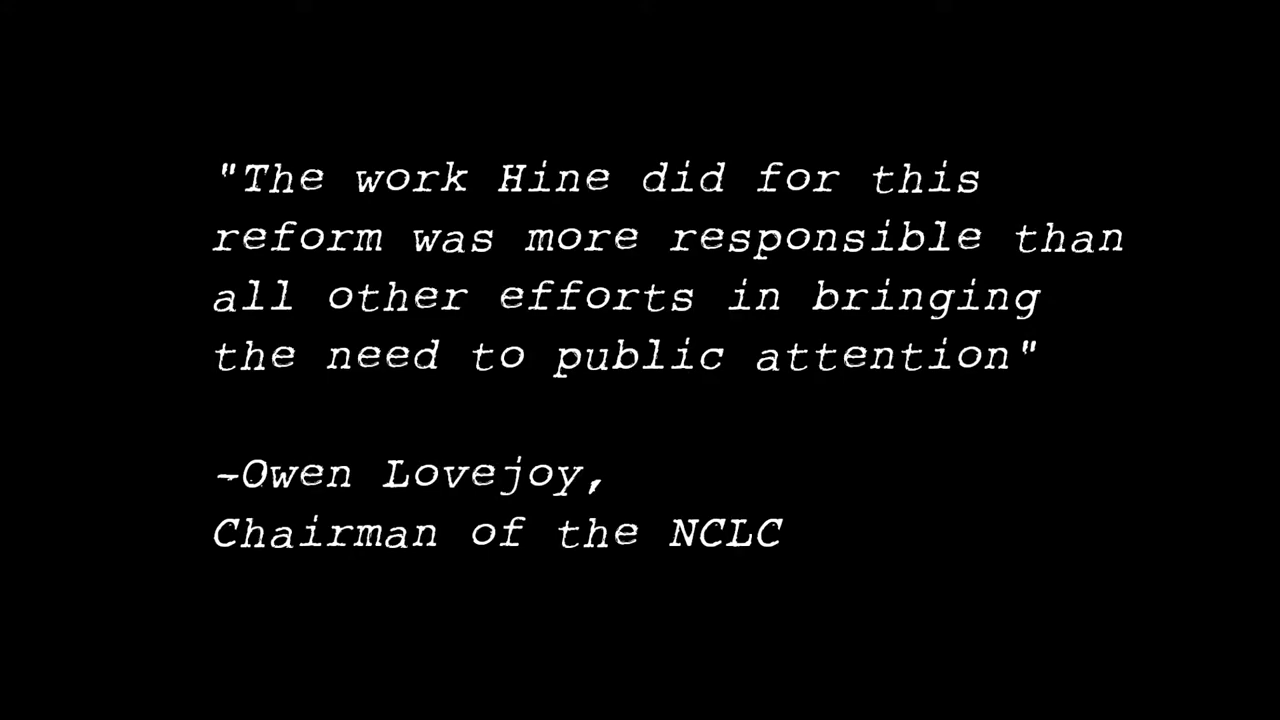 "The work Hine did for this
reform was more responsible than
all other efforts in bringing
the need to public attention"
-Owen Lovejoy,
Chairman of the NCLC